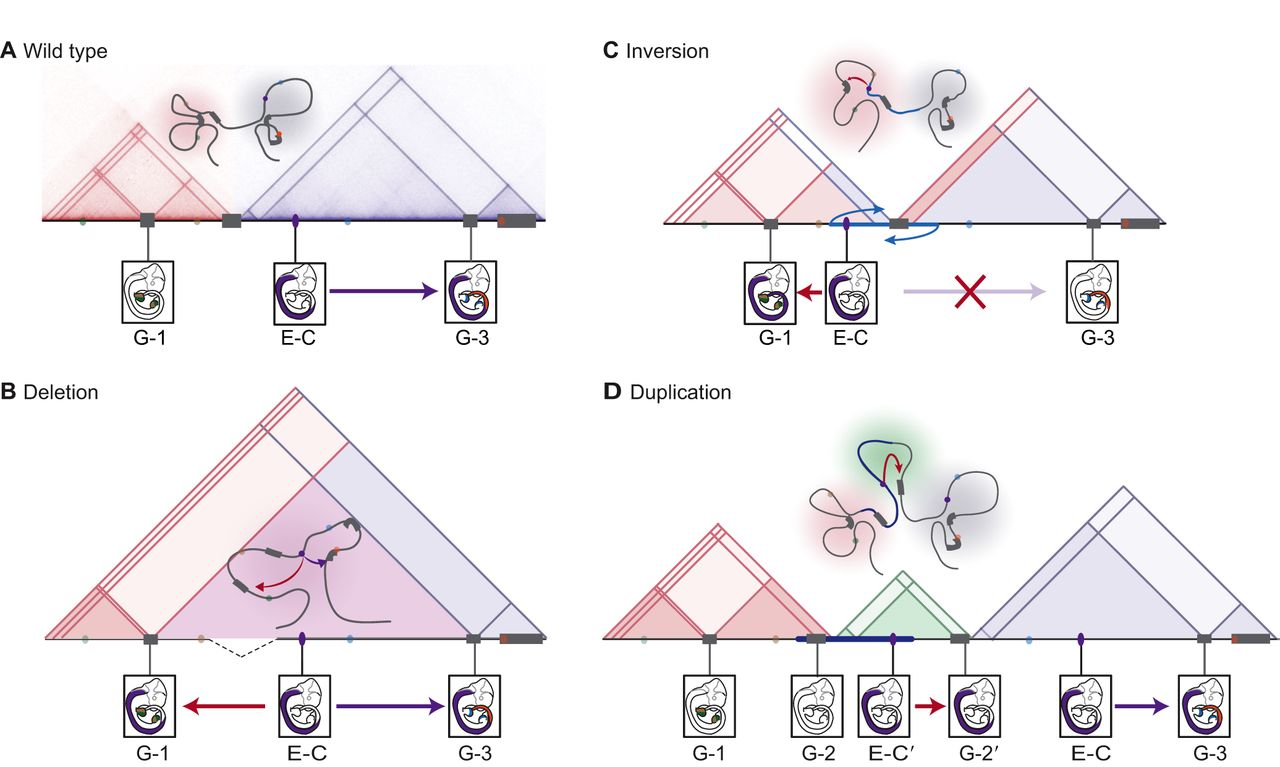 A Wild type
G-1
E-C
G-3
B Deletion
G-1
E-C
G-3
C Inversion
G-1
E-C
G-3
D Duplication
G-1
G-2
E-C′
G-2′
E-C
G-3